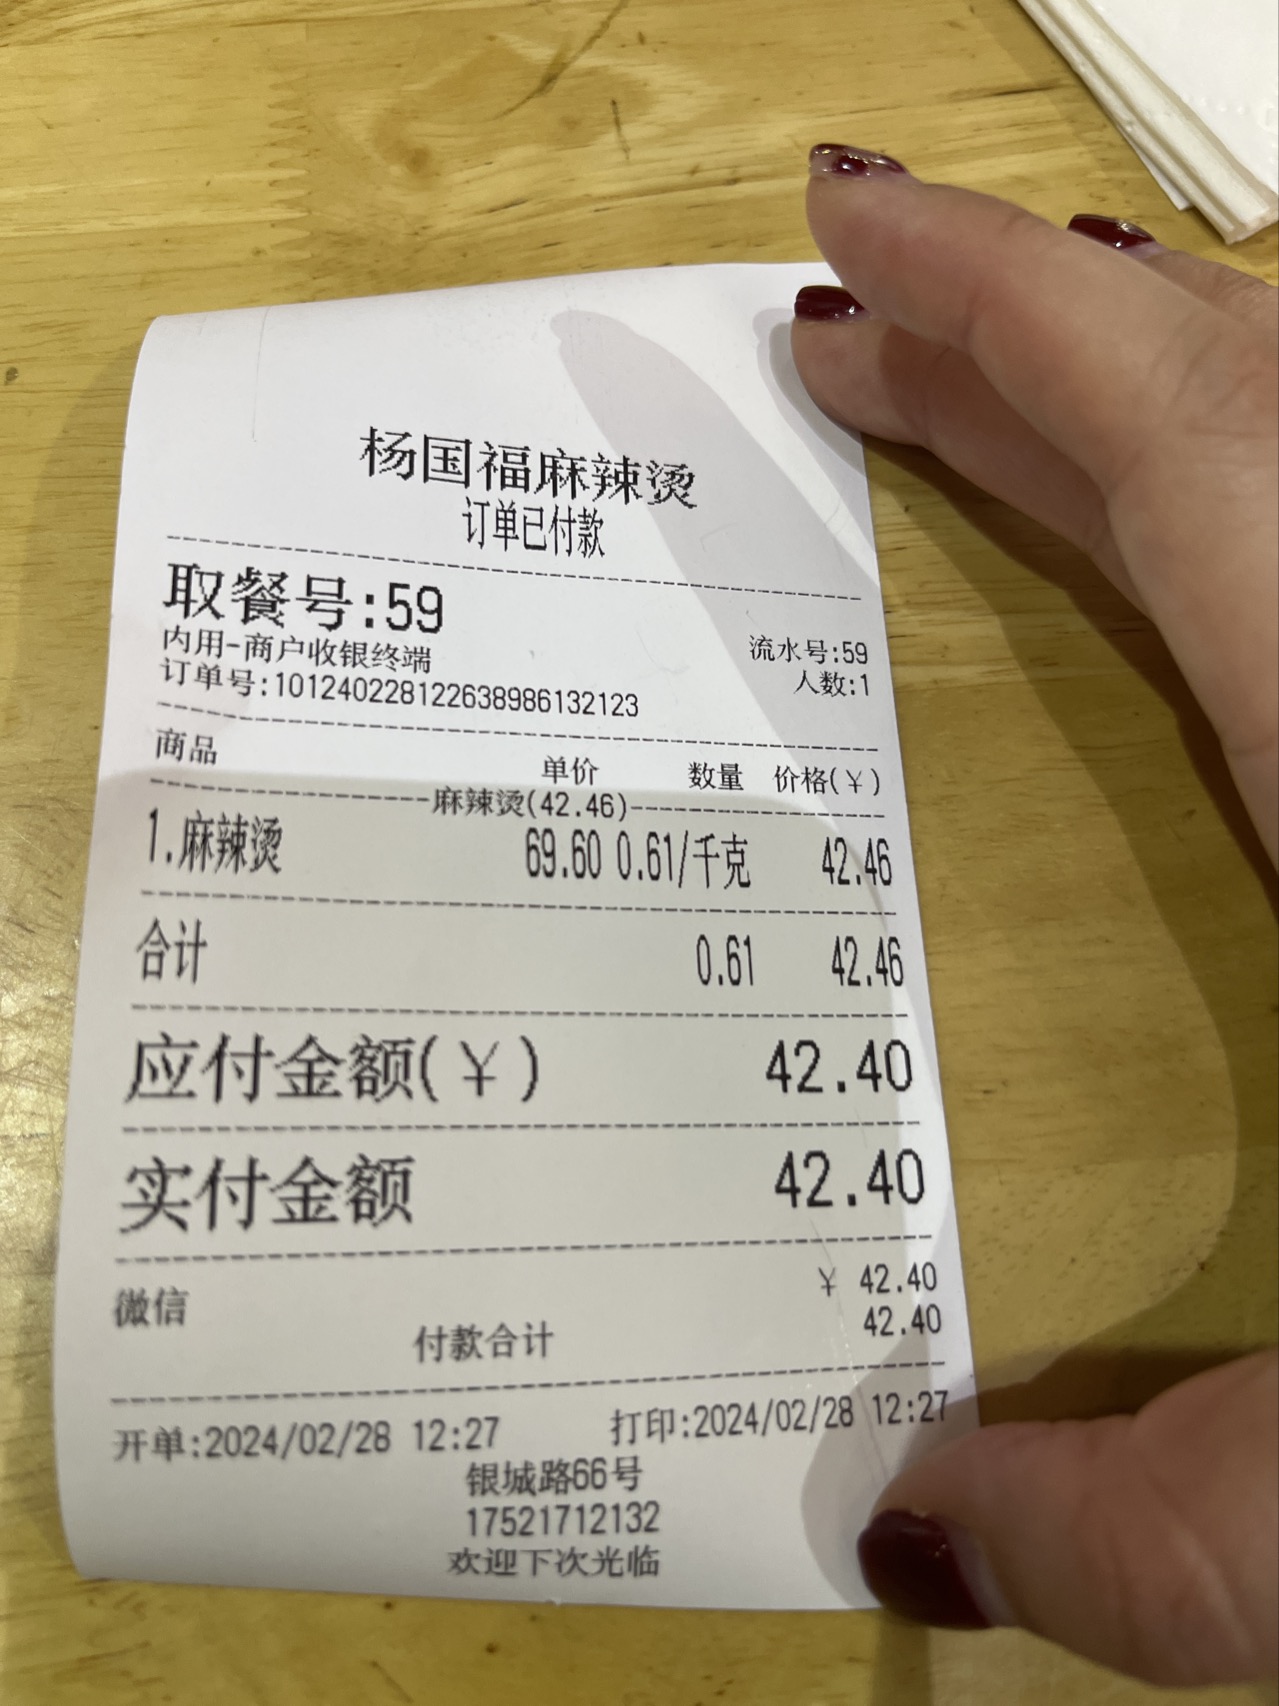 杨国福麻辣烫
订单已付款
取餐号:59
内用-商户收银终端 流水号:59
订单号:101240228122638986132123 人数:1
商品 单价 数量 价格(¥)
麻辣烫(42.46)
1.麻辣烫 69.60 0.61/千克 42.46
合计 0.61 42.46
应付金额(¥) 42.40
实付金额 42.40
微信 ¥ 42.40
付款合计 42.40
开单:2024/02/28 12:27 打印:2024/02/28 12:27
银城路66号
17521712132
欢迎下次光临